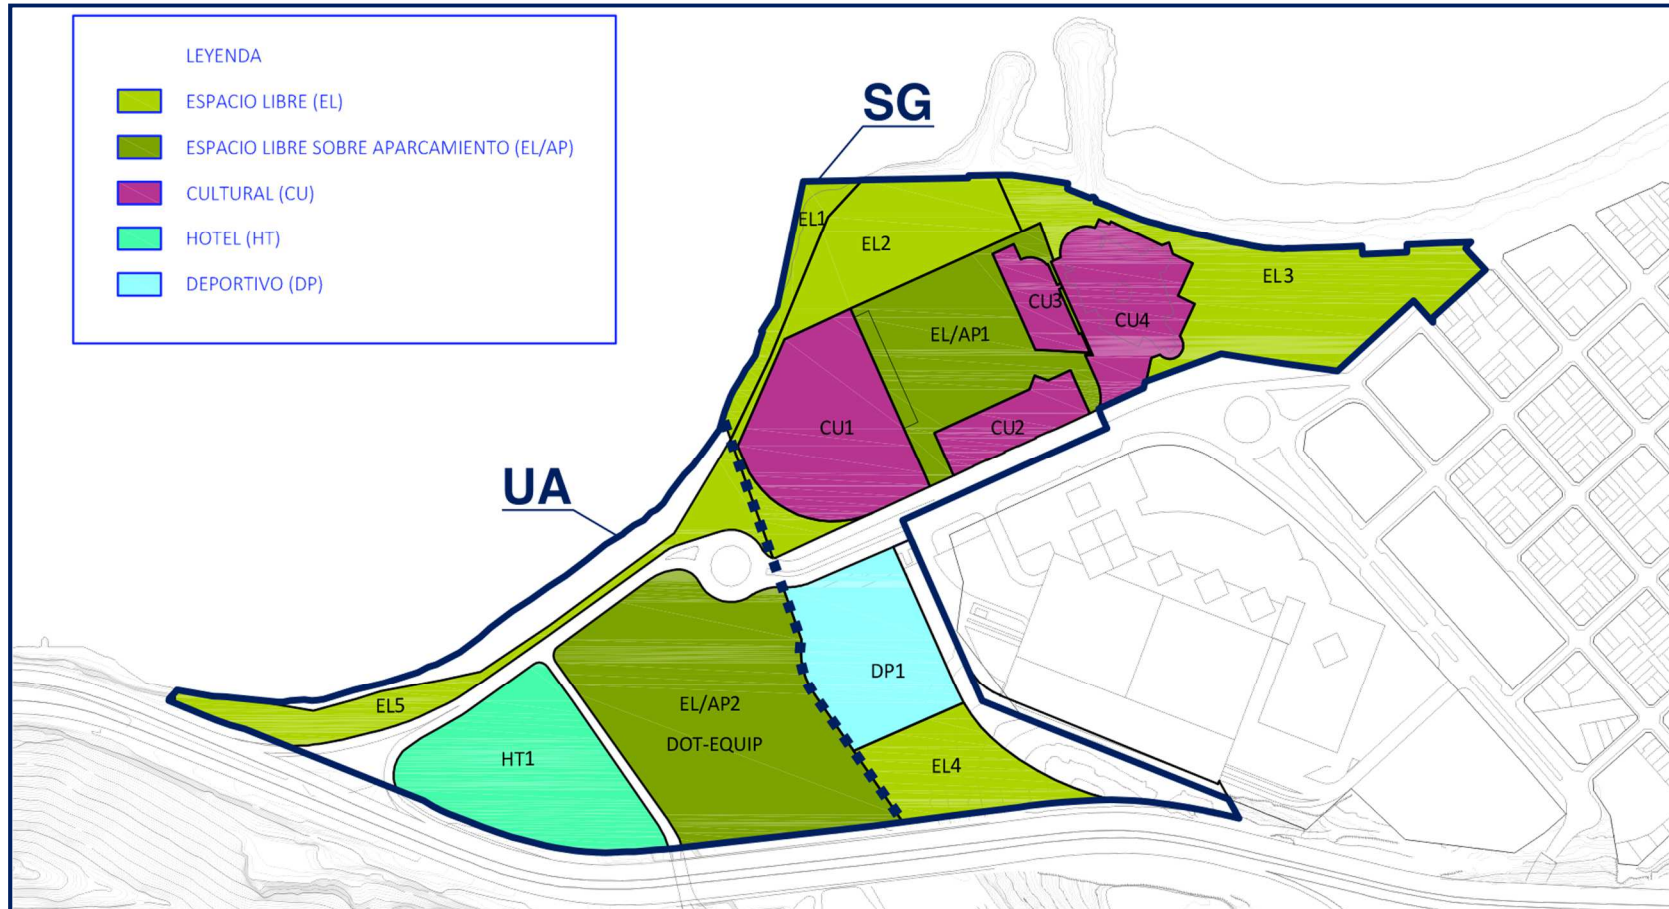 LEYENDA
ESPACIO LIBRE (EL)
ESPACIO LIBRE SOBRE APARCAMIENTO (EL/AP)
CULTURAL (CU)
HOTEL (HT)
DEPORTIVO (DP)
SG
EL1
EL2
EL3
CU3
CU4
EL/AP1
CU1
CU2
UA
DP1
EL5
EL/AP2
DOT-EQUIP
HT1
EL4